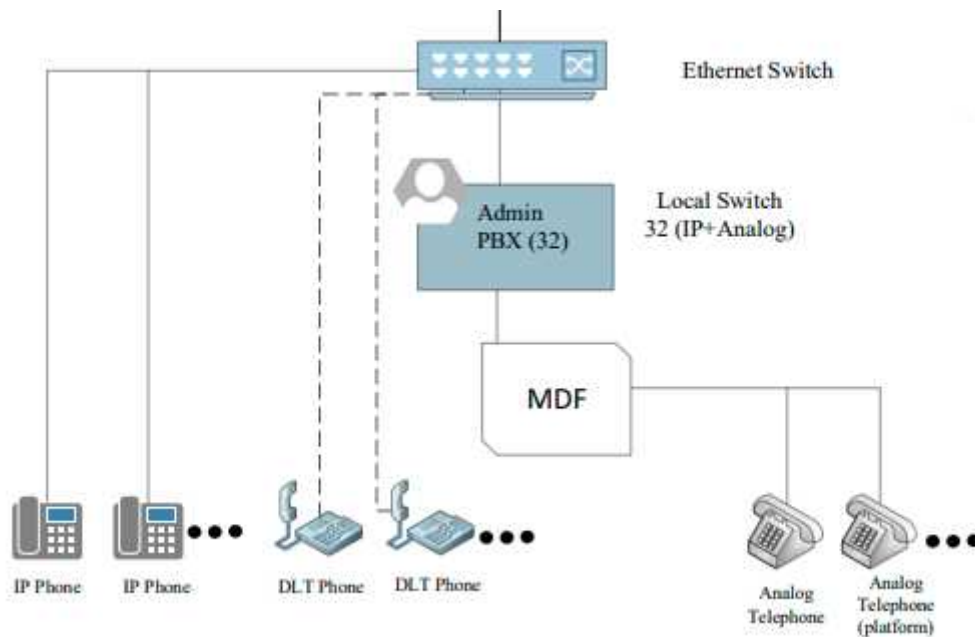 Ethernet Switch
Admin
PBX (32)
Local Switch
32 (IP+Analog)
MDF
IP Phone
IP Phone
DLT Phone
DLT Phone
Analog
Telephone
Analog
Telephone
(platform)